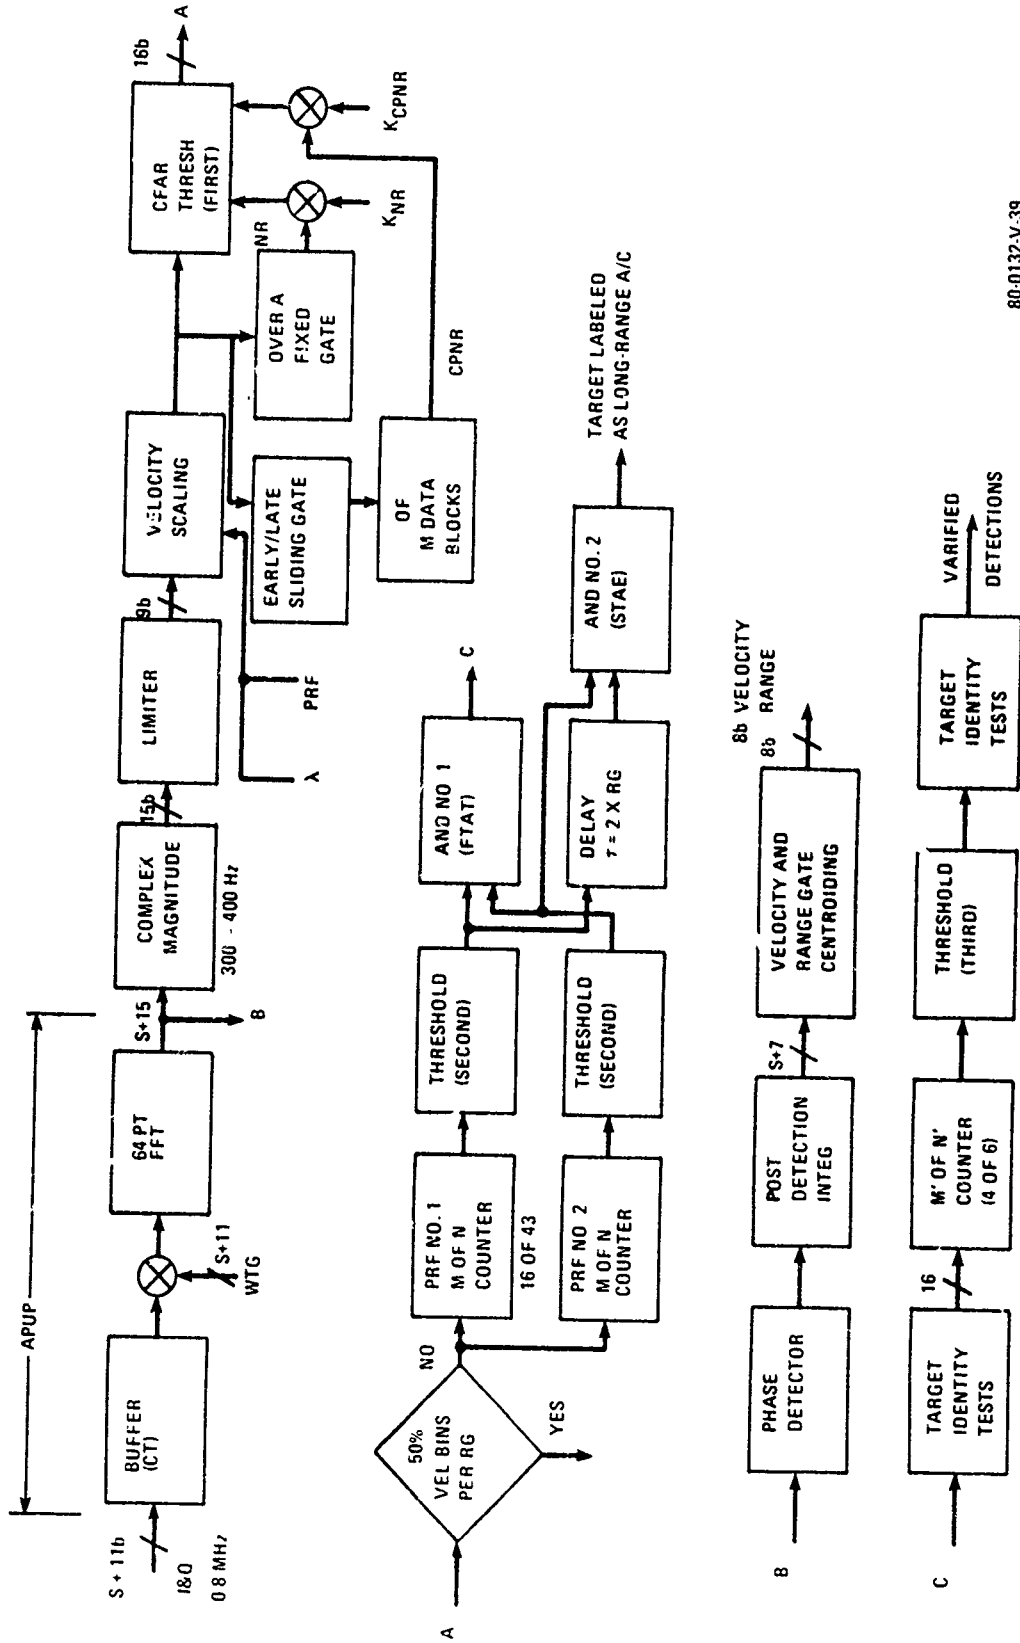 APUP
S + 11b
I&Q
0 8 MHz
BUFFER
(CT)
S+11
WTG
64 PT
FFT
S+15
B
COMPLEX
MAGNITUDE
300 - 400 Hz
15b
LIMITER
9b
λ
PRF
VELOCITY
SCALING
EARLY/LATE
SLIDING GATE
OF
M DATA
BLOCKS
OVER A
FIXED
GATE
NR
KNR
CPNR
KCPNR
CFAR
THRESH
(FIRST)
16b
A
A
50%
VEL BINS
PER RG
NO
YES
PRF NO. 1
M OF N
COUNTER
16 OF 43
PRF NO 2
M OF N
COUNTER
THRESHOLD
(SECOND)
THRESHOLD
(SECOND)
AND NO 1
(FTAT)
C
DELAY
τ = 2 X RG
AND NO. 2
(STAE)
TARGET LABELED
AS LONG-RANGE A/C
B
PHASE
DETECTOR
POST
DETECTION
INTEG
S+7
VELOCITY AND
RANGE GATE
CENTROIDING
8b VELOCITY
8b RANGE
C
TARGET
IDENTITY
TESTS
16
M' OF N'
COUNTER
(4 OF 6)
THRESHOLD
(THIRD)
TARGET
IDENTITY
TESTS
VARIFIED
DETECTIONS
80-0132-V-39